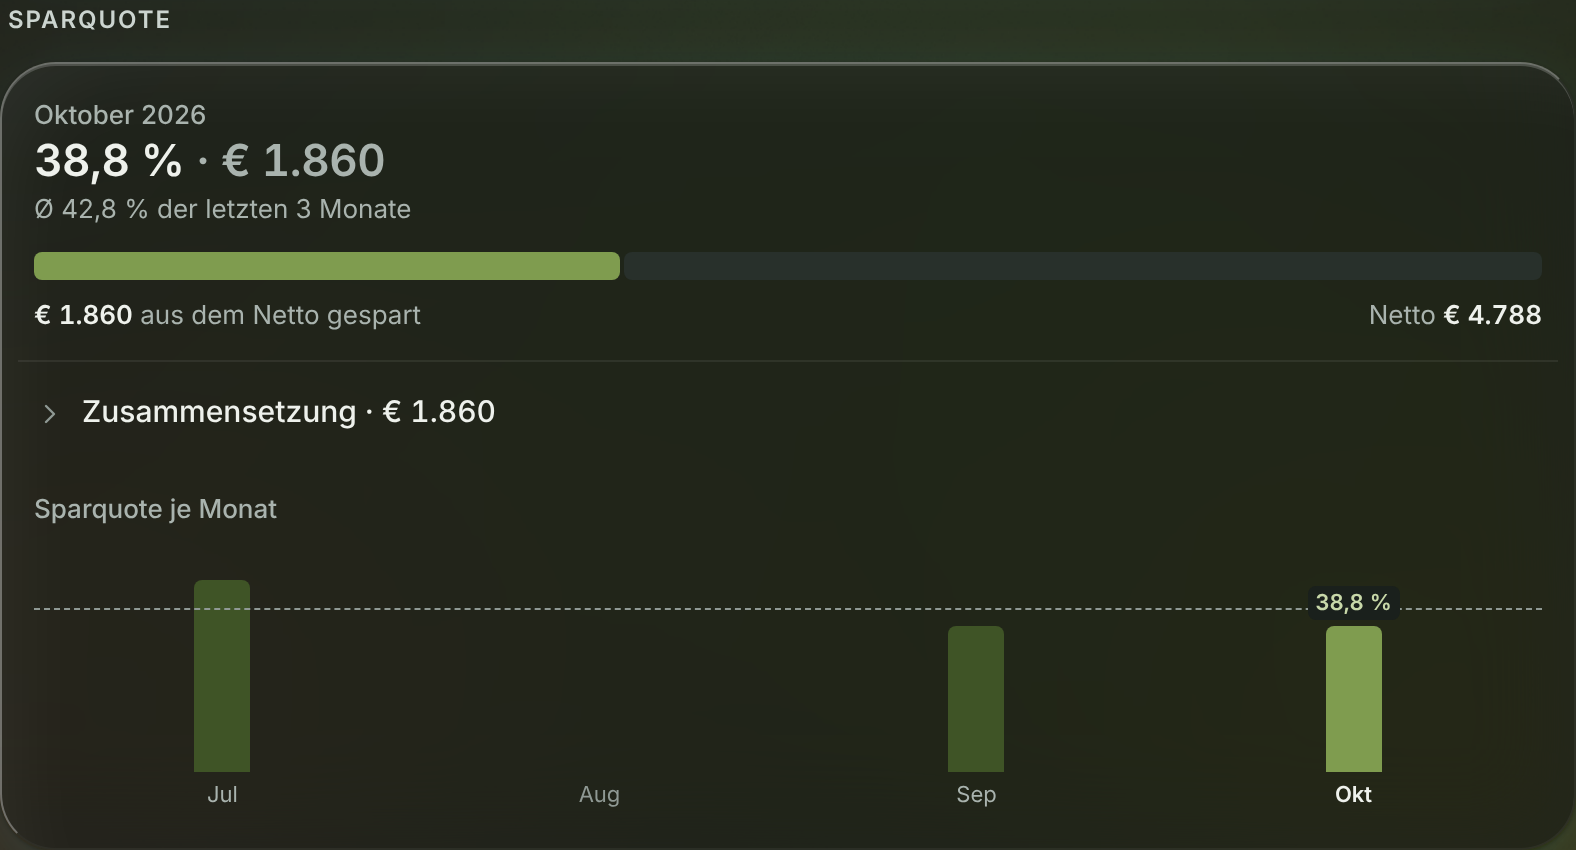 SPARQUOTE
Oktober 2026
38,8 % · € 1.860
Ø 42,8 % der letzten 3 Monate
€ 1.860 aus dem Netto gespart
Netto € 4.788
Zusammensetzung · € 1.860
Sparquote je Monat
38,8 %
Jul
Aug
Sep
Okt